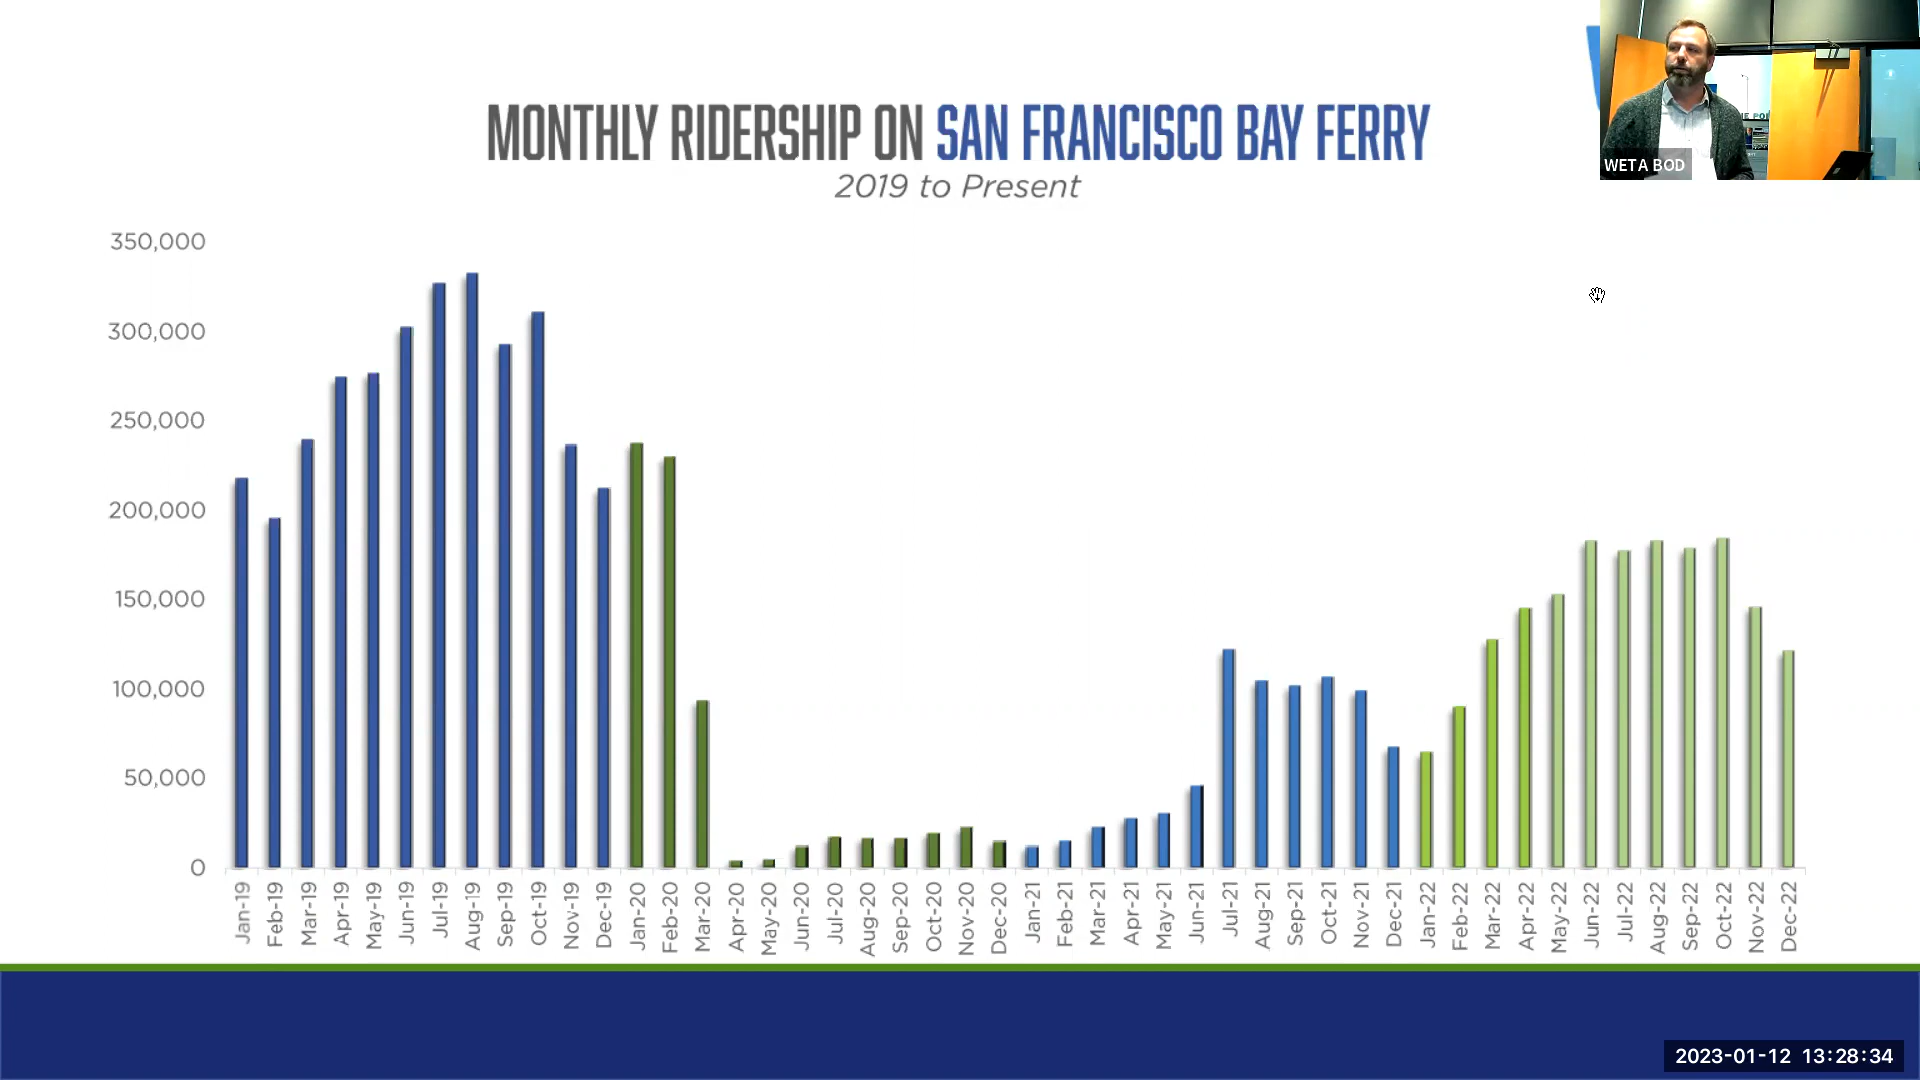 MONTHLY RIDERSHIP ON SAN FRANCISCO BAY FERRY
2019 to Present
WETA BOD
350,000
300,000
250,000
200,000
150,000
100,000
50,000
0
Jan-19
Feb-19
Mar-19
Apr-19
May-19
Jun-19
Jul-19
Aug-19
Sep-19
Oct-19
Nov-19
Dec-19
Jan-20
Feb-20
Mar-20
Apr-20
May-20
Jun-20
Jul-20
Aug-20
Sep-20
Oct-20
Nov-20
Dec-20
Jan-21
Feb-21
Mar-21
Apr-21
May-21
Jun-21
Jul-21
Aug-21
Sep-21
Oct-21
Nov-21
Dec-21
Jan-22
Feb-22
Mar-22
Apr-22
May-22
Jun-22
Jul-22
Aug-22
Sep-22
Oct-22
Nov-22
Dec-22
2023-01-12 13:28:34